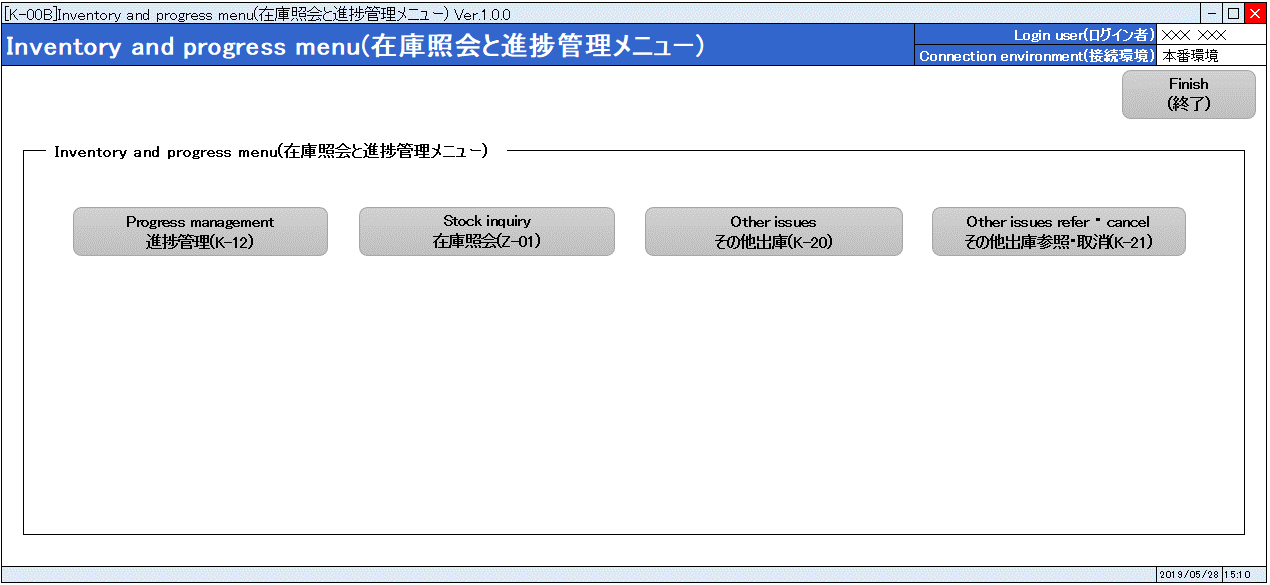 [K-00B]Inventory and progress menu(在庫照会と進捗管理メニュー) Ver.1.0.0
Inventory and progress menu(在庫照会と進捗管理メニュー)
Login user(ログイン者) XXX XXX
Connection environment(接続環境) 本番環境
Finish
(終了)
Inventory and progress menu(在庫照会と進捗管理メニュー)
Progress management
進捗管理(K-12)
Stock inquiry
在庫照会(Z-01)
Other issues
その他出庫(K-20)
Other issues refer・cancel
その他出庫参照・取消(K-21)
2019/05/28 15:10